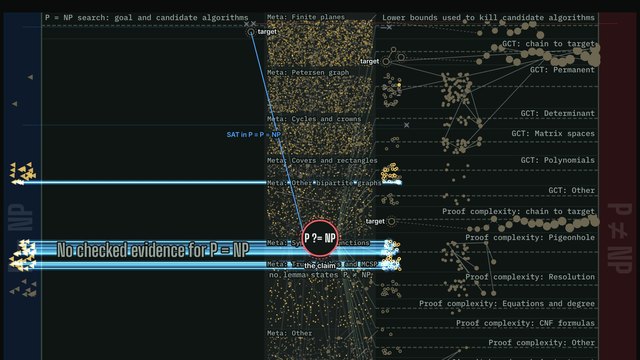 P = NP search: goal and candidate algorithms
target
Meta: Finite planes
Lower bounds used to kill candidate algorithms
GCT: chain to target
target
GCT: Permanent
Meta: Petersen graph
GCT: Determinant
Meta: Cycles and crowns
SAT in P = P = NP
GCT: Matrix spaces
Meta: Covers and rectangles
GCT: Polynomials
Meta: Other bipartite graphs
GCT: Other
NP
P ≠ NP
Proof complexity: chain to target
target
P ?= NP
Proof complexity: Pigeonhole
No checked evidence for P = NP
the claim
no lemma states P ≠ NP
Proof complexity: Resolution
Proof complexity: Equations and degree
Proof complexity: CNF formulas
Meta: Other
Proof complexity: Other